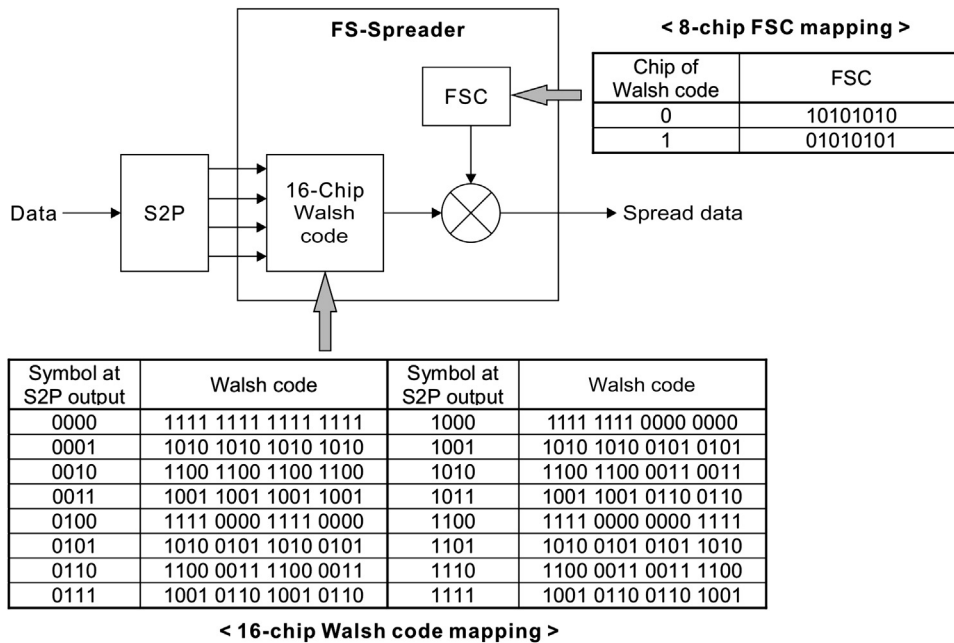 FS-Spreader
< 8-chip FSC mapping >
Chip of
Walsh code
FSC
0 10101010
1 01010101
FSC
Data
S2P
16-Chip
Walsh
code
Spread data
Symbol at
S2P output
Walsh code
Symbol at
S2P output
Walsh code
0000 1111 1111 1111 1111 1000 1111 1111 0000 0000
0001 1010 1010 1010 1010 1001 1010 1010 0101 0101
0010 1100 1100 1100 1100 1010 1100 1100 0011 0011
0011 1001 1001 1001 1001 1011 1001 1001 0110 0110
0100 1111 0000 1111 0000 1100 1111 0000 0000 1111
0101 1010 0101 1010 0101 1101 1010 0101 0101 1010
0110 1100 0011 1100 0011 1110 1100 0011 0011 1100
0111 1001 0110 1001 0110 1111 1001 0110 0110 1001
< 16-chip Walsh code mapping >